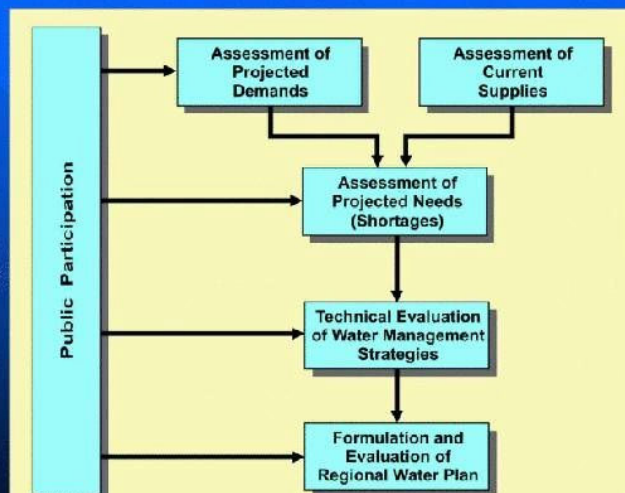 Public Participation
Assessment of
Projected
Demands
Assessment of
Current
Supplies
Assessment of
Projected Needs
(Shortages)
Technical Evaluation
of Water Management
Strategies
Formulation and
Evaluation of
Regional Water Plan